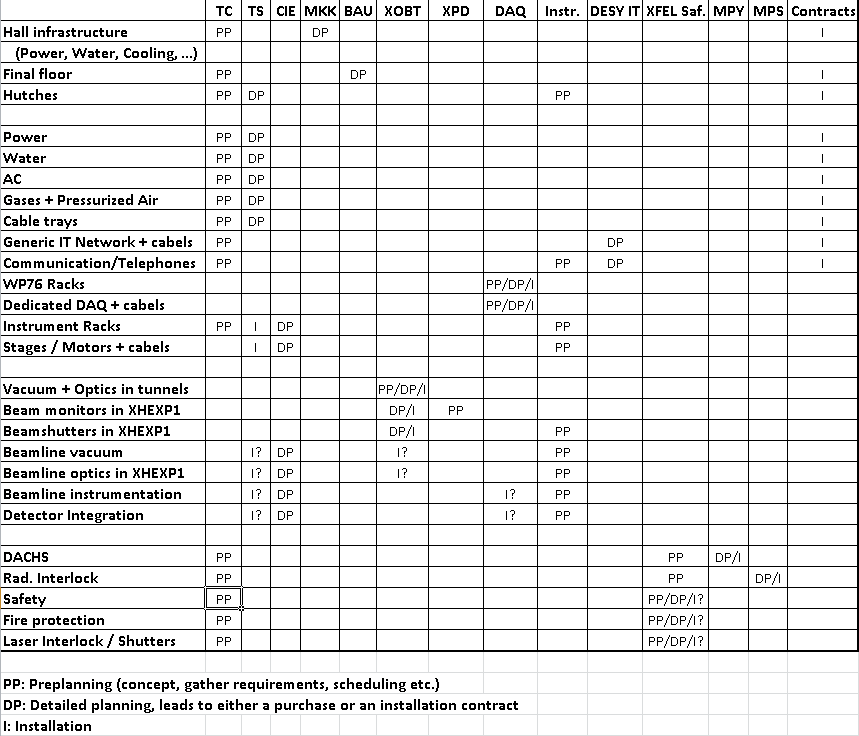 TC TS CIE MKK BAU XOBT XPD DAQ Instr. DESY IT XFEL Saf. MPY MPS Contracts
Hall infrastructure PP DP I
(Power, Water, Cooling, ...)
Final floor PP DP I
Hutches PP DP PP I
Power PP DP I
Water PP DP I
AC PP DP I
Gases + Pressurized Air PP DP I
Cable trays PP DP I
Generic IT Network + cabels PP DP I
Communication/Telephones PP PP DP I
WP76 Racks PP/DP/I
Dedicated DAQ + cabels PP/DP/I
Instrument Racks PP I DP PP
Stages / Motors + cabels I DP PP
Vacuum + Optics in tunnels PP/DP/I
Beam monitors in XHEXP1 DP/I PP
Beamshutters in XHEXP1 DP/I PP
Beamline vacuum I? DP I? PP
Beamline optics in XHEXP1 I? DP I? PP
Beamline instrumentation I? DP I? PP
Detector Integration I? DP I? PP
DACHS PP PP DP/I
Rad. Interlock PP PP DP/I
Safety PP PP/DP/I?
Fire protection PP PP/DP/I?
Laser Interlock / Shutters PP PP/DP/I?
PP: Preplanning (concept, gather requirements, scheduling etc.)
DP: Detailed planning, leads to either a purchase or an installation contract
I: Installation